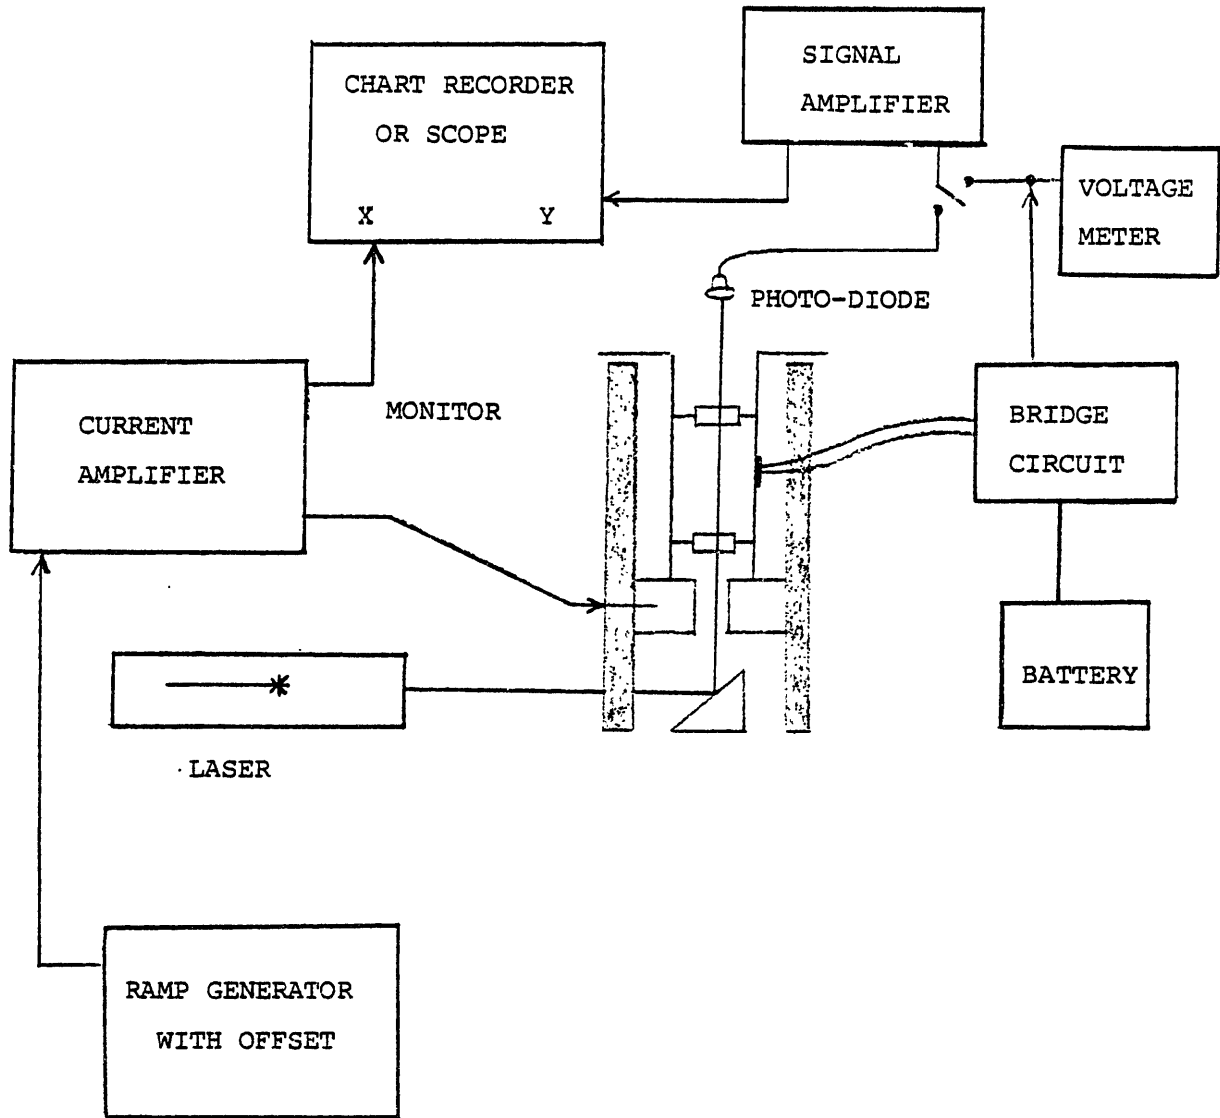 SIGNAL
AMPLIFIER
CHART RECORDER
OR SCOPE
X Y
VOLTAGE
METER
PHOTO-DIODE
MONITOR
CURRENT
AMPLIFIER
BRIDGE
CIRCUIT
BATTERY
LASER
RAMP GENERATOR
WITH OFFSET